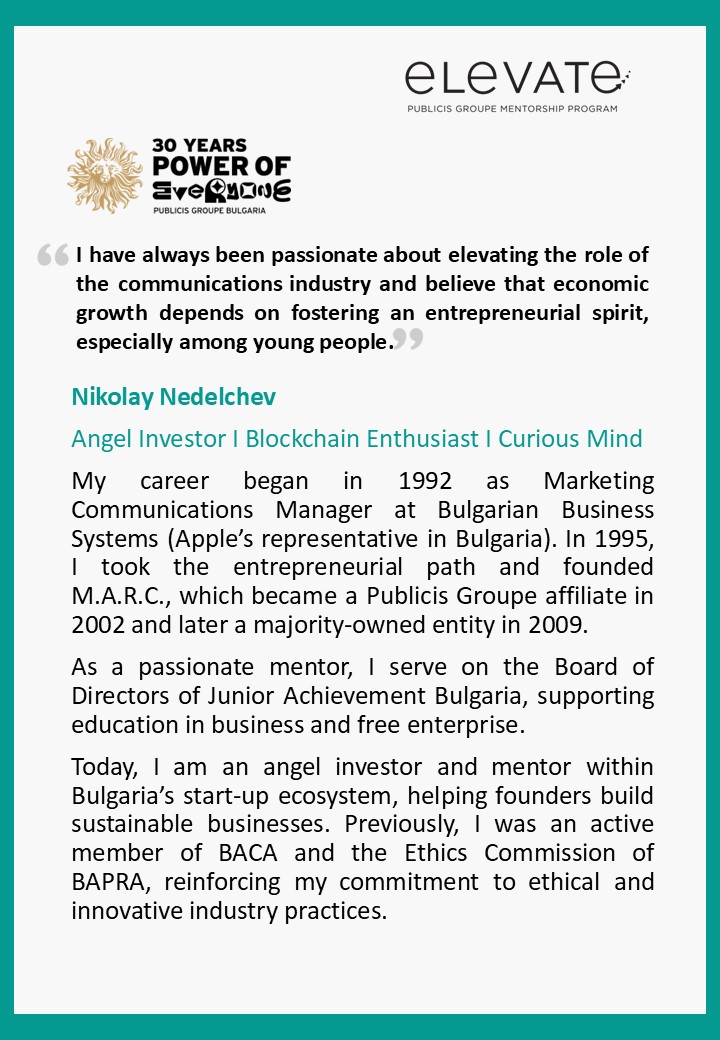 eLeVATe
PUBLICIS GROUPE MENTORSHIP PROGRAM
30 YEARS
POWER OF
EveRYONE
PUBLICIS GROUPE BULGARIA
“ I have always been passionate about elevating the role of
the communications industry and believe that economic
growth depends on fostering an entrepreneurial spirit,
especially among young people.”
Nikolay Nedelchev
Angel Investor I Blockchain Enthusiast I Curious Mind
My career began in 1992 as Marketing
Communications Manager at Bulgarian Business
Systems (Apple’s representative in Bulgaria). In 1995,
I took the entrepreneurial path and founded
M.A.R.C., which became a Publicis Groupe affiliate in
2002 and later a majority-owned entity in 2009.
As a passionate mentor, I serve on the Board of
Directors of Junior Achievement Bulgaria, supporting
education in business and free enterprise.
Today, I am an angel investor and mentor within
Bulgaria’s start-up ecosystem, helping founders build
sustainable businesses. Previously, I was an active
member of BACA and the Ethics Commission of
BAPRA, reinforcing my commitment to ethical and
innovative industry practices.